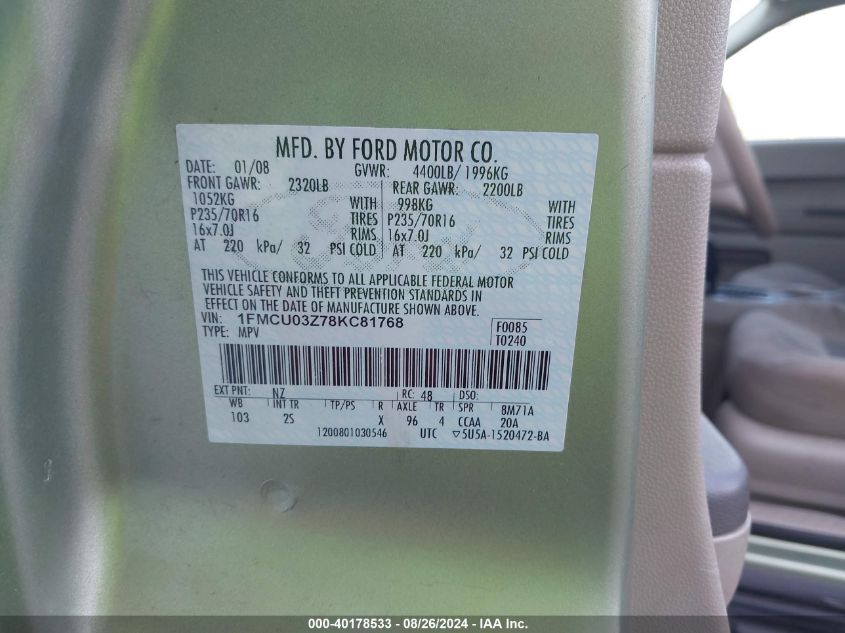 MFD. BY FORD MOTOR CO.
DATE: 01/08 GVWR: 4400LB/ 1996KG
FRONT GAWR: 2320LB REAR GAWR: 2200LB
1052KG WITH 998KG WITH
P235/70R16 TIRES P235/70R16 TIRES
16x7.0J RIMS 16x7.0J RIMS
AT 220 kPa/ 32 PSI COLD AT 220 kPa/ 32 PSI COLD
THIS VEHICLE CONFORMS TO ALL APPLICABLE FEDERAL MOTOR
VEHICLE SAFETY AND THEFT PREVENTION STANDARDS IN
EFFECT ON THE DATE OF MANUFACTURE SHOWN ABOVE.
VIN: 1FMCU03Z78KC81768 F0085
TYPE: MPV T0240
EXT PNT: NZ RC: 48 DSO:
WB INT TR TP/PS R AXLE TR SPR BM71A
103 2S X 96 4 CCAA 20A
1200801030546 UTC ▽5U5A-1520472-BA
000-40178533 - 08/26/2024 - IAA Inc.